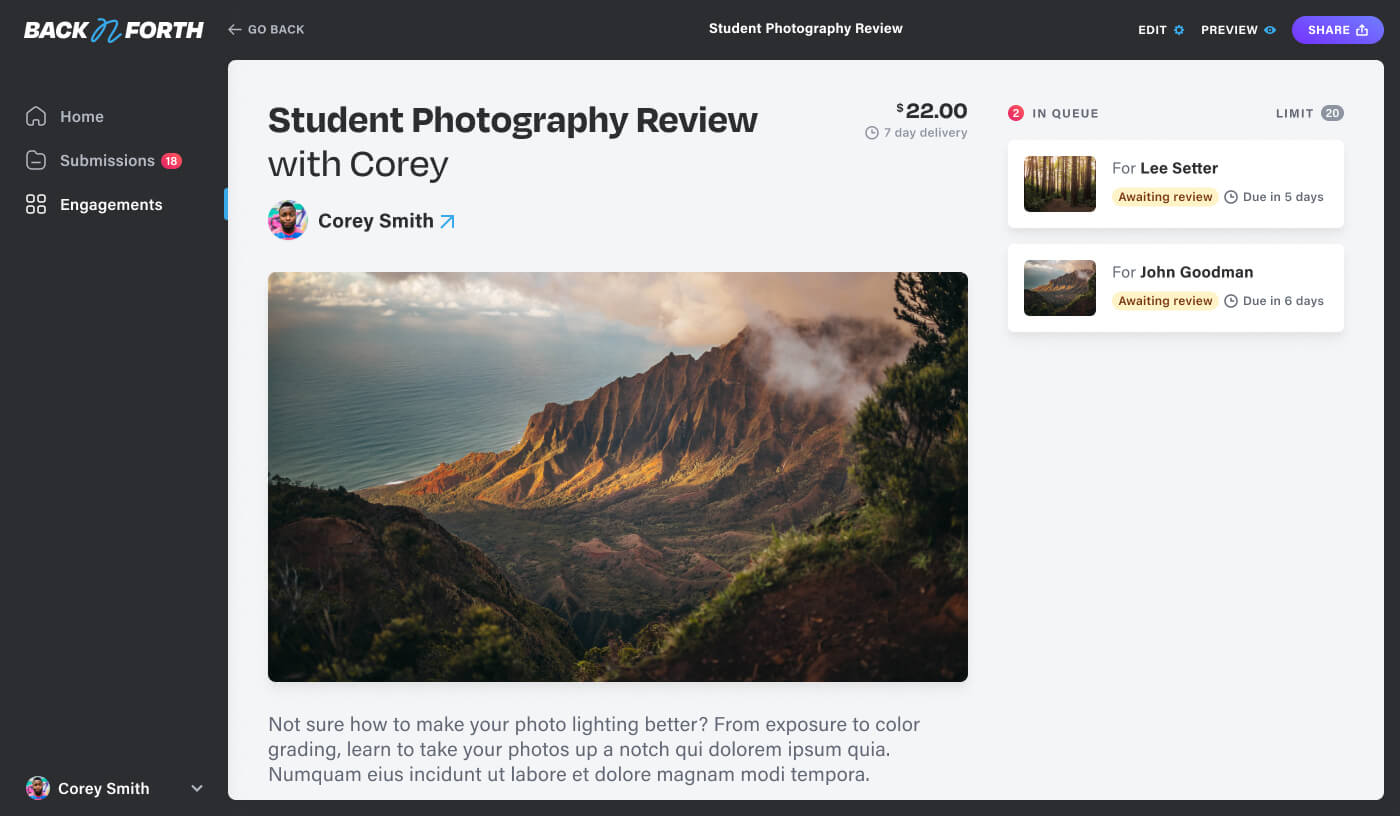 BACK n FORTH
GO BACK
Student Photography Review
EDIT
PREVIEW
SHARE
Home
Submissions 18
Engagements
Student Photography Review
with Corey
$22.00
7 day delivery
Corey Smith
Not sure how to make your photo lighting better? From exposure to color
grading, learn to take your photos up a notch qui dolorem ipsum quia.
Numquam eius incidunt ut labore et dolore magnam modi tempora.
2 IN QUEUE
LIMIT 20
For Lee Setter
Awaiting review Due in 5 days
For John Goodman
Awaiting review Due in 6 days
Corey Smith